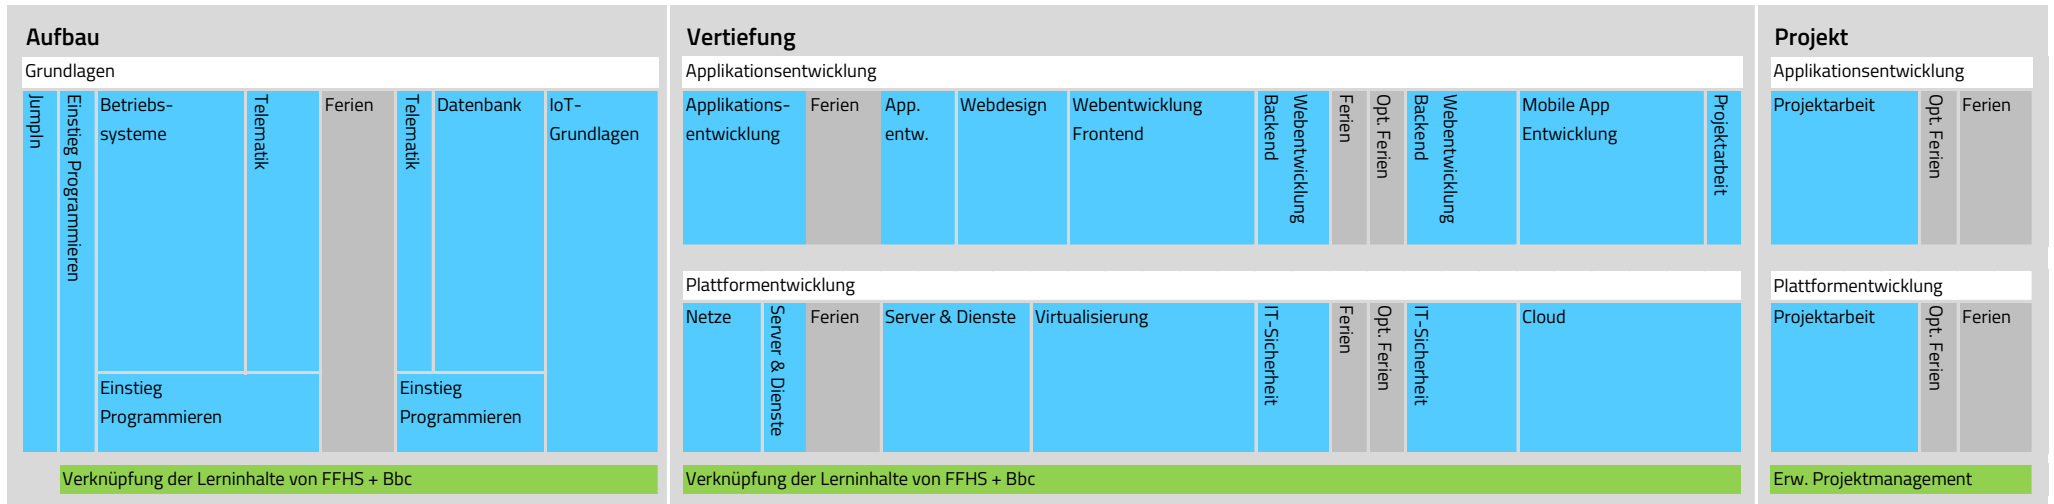 Aufbau
Grundlagen
JumpIn
Einstieg Programmieren
Betriebs-
systeme
Telematik
Ferien
Telematik
Datenbank
IoT-
Grundlagen
Einstieg
Programmieren
Einstieg
Programmieren
Verknüpfung der Lerninhalte von FFHS + Bbc
Vertiefung
Applikationsentwicklung
Applikations-
entwicklung
Ferien
App.
entw.
Webdesign
Webentwicklung
Frontend
Webentwicklung
Backend
Ferien
Opt. Ferien
Webentwicklung
Backend
Mobile App
Entwicklung
Projektarbeit
Plattformentwicklung
Netze
Server & Dienste
Ferien
Server & Dienste
Virtualisierung
IT-Sicherheit
Ferien
Opt. Ferien
IT-Sicherheit
Cloud
Verknüpfung der Lerninhalte von FFHS + Bbc
Projekt
Applikationsentwicklung
Projektarbeit
Opt. Ferien
Ferien
Plattformentwicklung
Projektarbeit
Opt. Ferien
Ferien
Erw. Projektmanagement